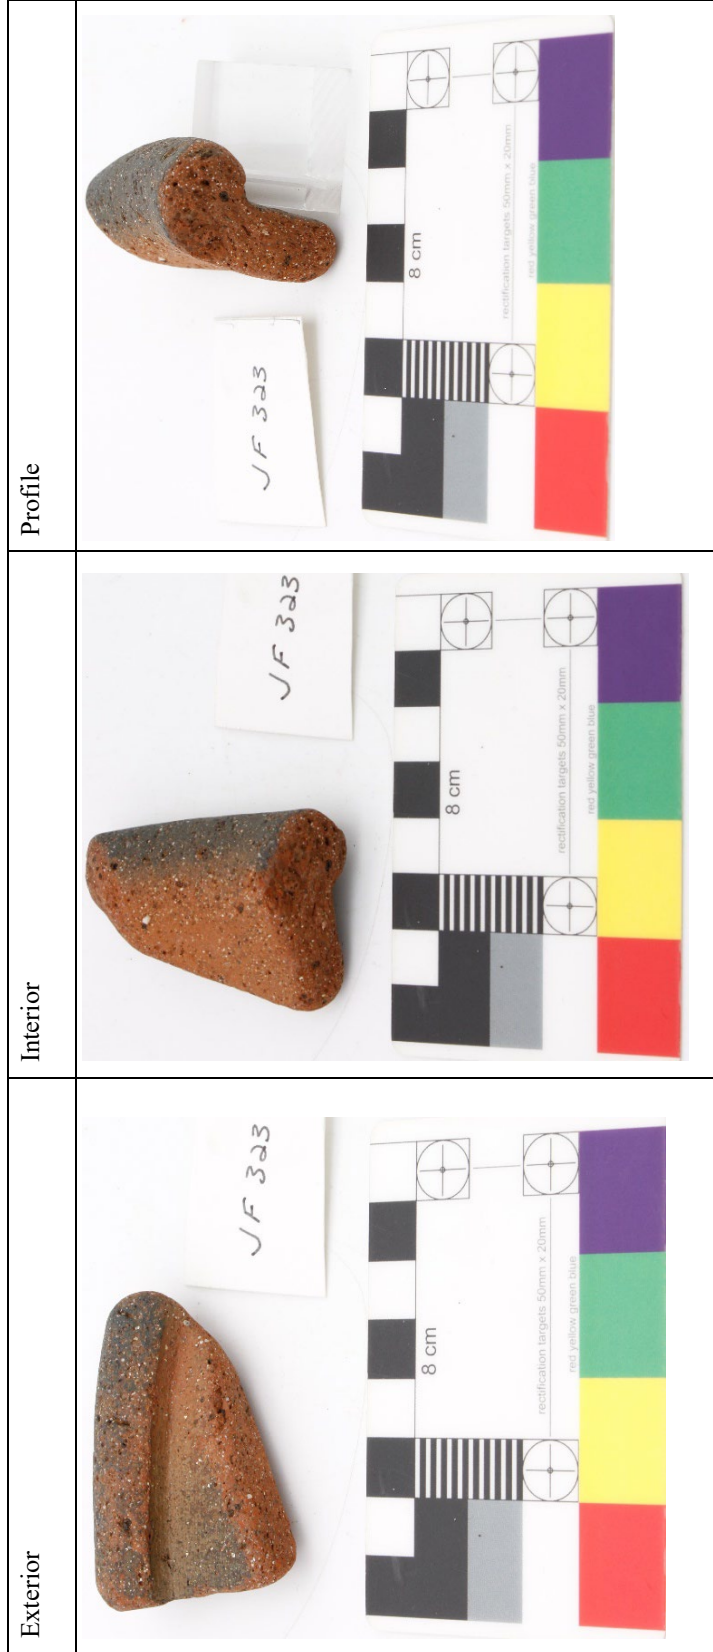 Profile
JF 323
8 cm
rectification targets 50mm x 20mm
red yellow green blue
Interior
JF 323
8 cm
rectification targets 50mm x 20mm
red yellow green blue
Exterior
JF 323
8 cm
rectification targets 50mm x 20mm
red yellow green blue